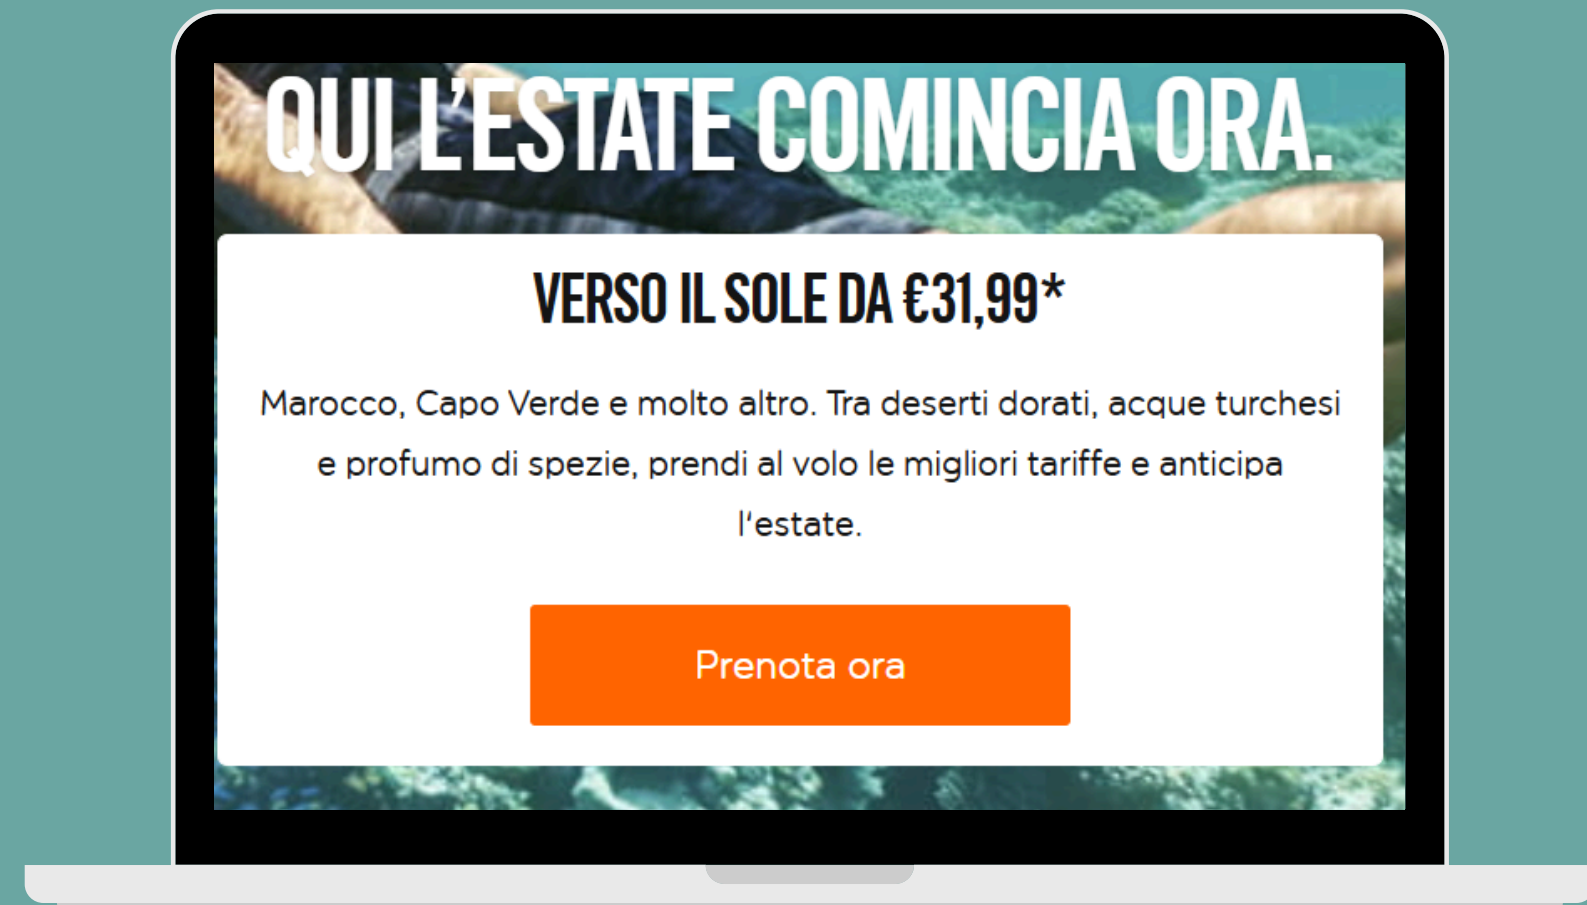 QUI L'ESTATE COMINCIA ORA.
VERSO IL SOLE DA €31,99*
Marocco, Capo Verde e molto altro. Tra deserti dorati, acque turchesi
e profumo di spezie, prendi al volo le migliori tariffe e anticipa
l'estate.
Prenota ora